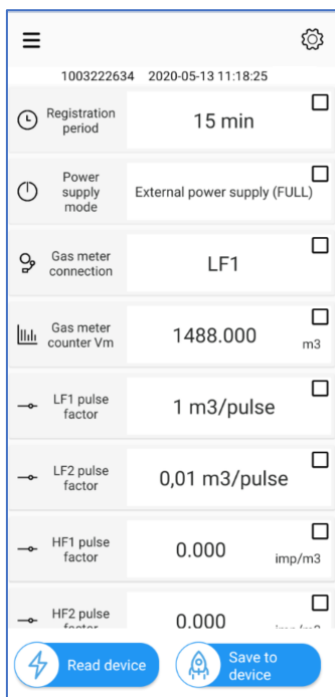 1003222634 2020-05-13 11:18:25
Registration
period
15 min
Power
supply
mode
External power supply (FULL)
Gas meter
connection
LF1
Gas meter
counter Vm
1488.000
m3
LF1 pulse
factor
1 m3/pulse
LF2 pulse
factor
0,01 m3/pulse
HF1 pulse
factor
0.000
imp/m3
HF2 pulse
factor
0.000
imp/m3
Read device
Save to
device